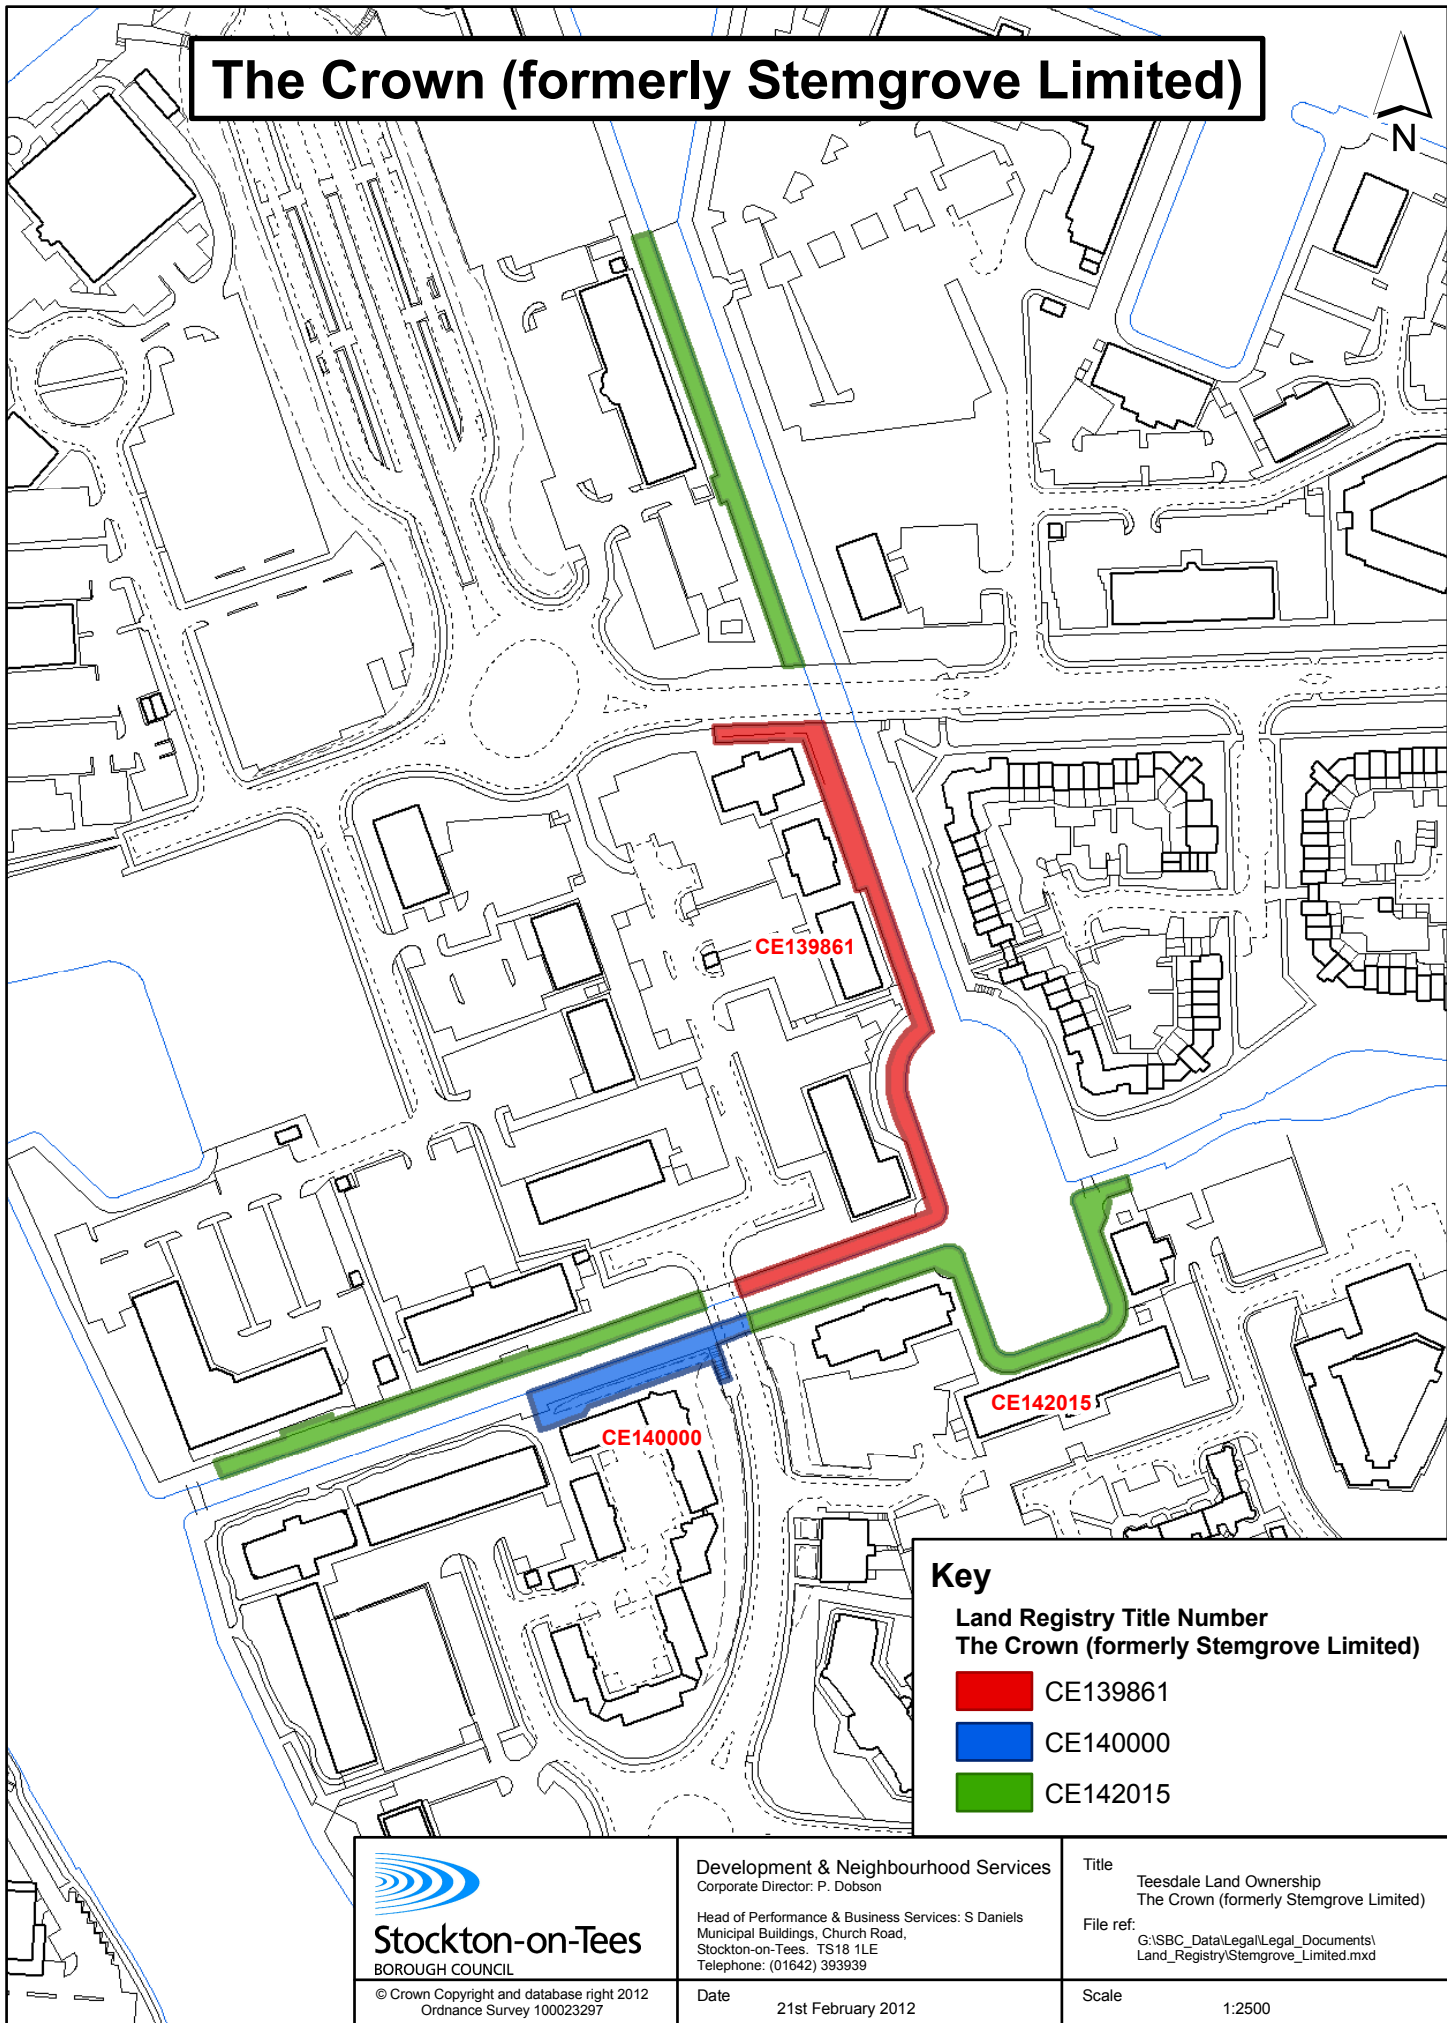 The Crown (formerly Stemgrove Limited)
N
CE139861
CE142015
CE140000
Key
Land Registry Title Number
The Crown (formerly Stemgrove Limited)
CE139861
CE140000
CE142015
Stockton-on-Tees
BOROUGH COUNCIL
© Crown Copyright and database right 2012
Ordnance Survey 100023297
Development & Neighbourhood Services
Corporate Director: P. Dobson
Head of Performance & Business Services: S Daniels
Municipal Buildings, Church Road,
Stockton-on-Tees. TS18 1LE
Telephone: (01642) 393939
Date
21st February 2012
Title
Teesdale Land Ownership
The Crown (formerly Stemgrove Limited)
File ref:
G:\SBC_Data\Legal\Legal_Documents\
Land_Registry\Stemgrove_Limited.mxd
Scale
1:2500